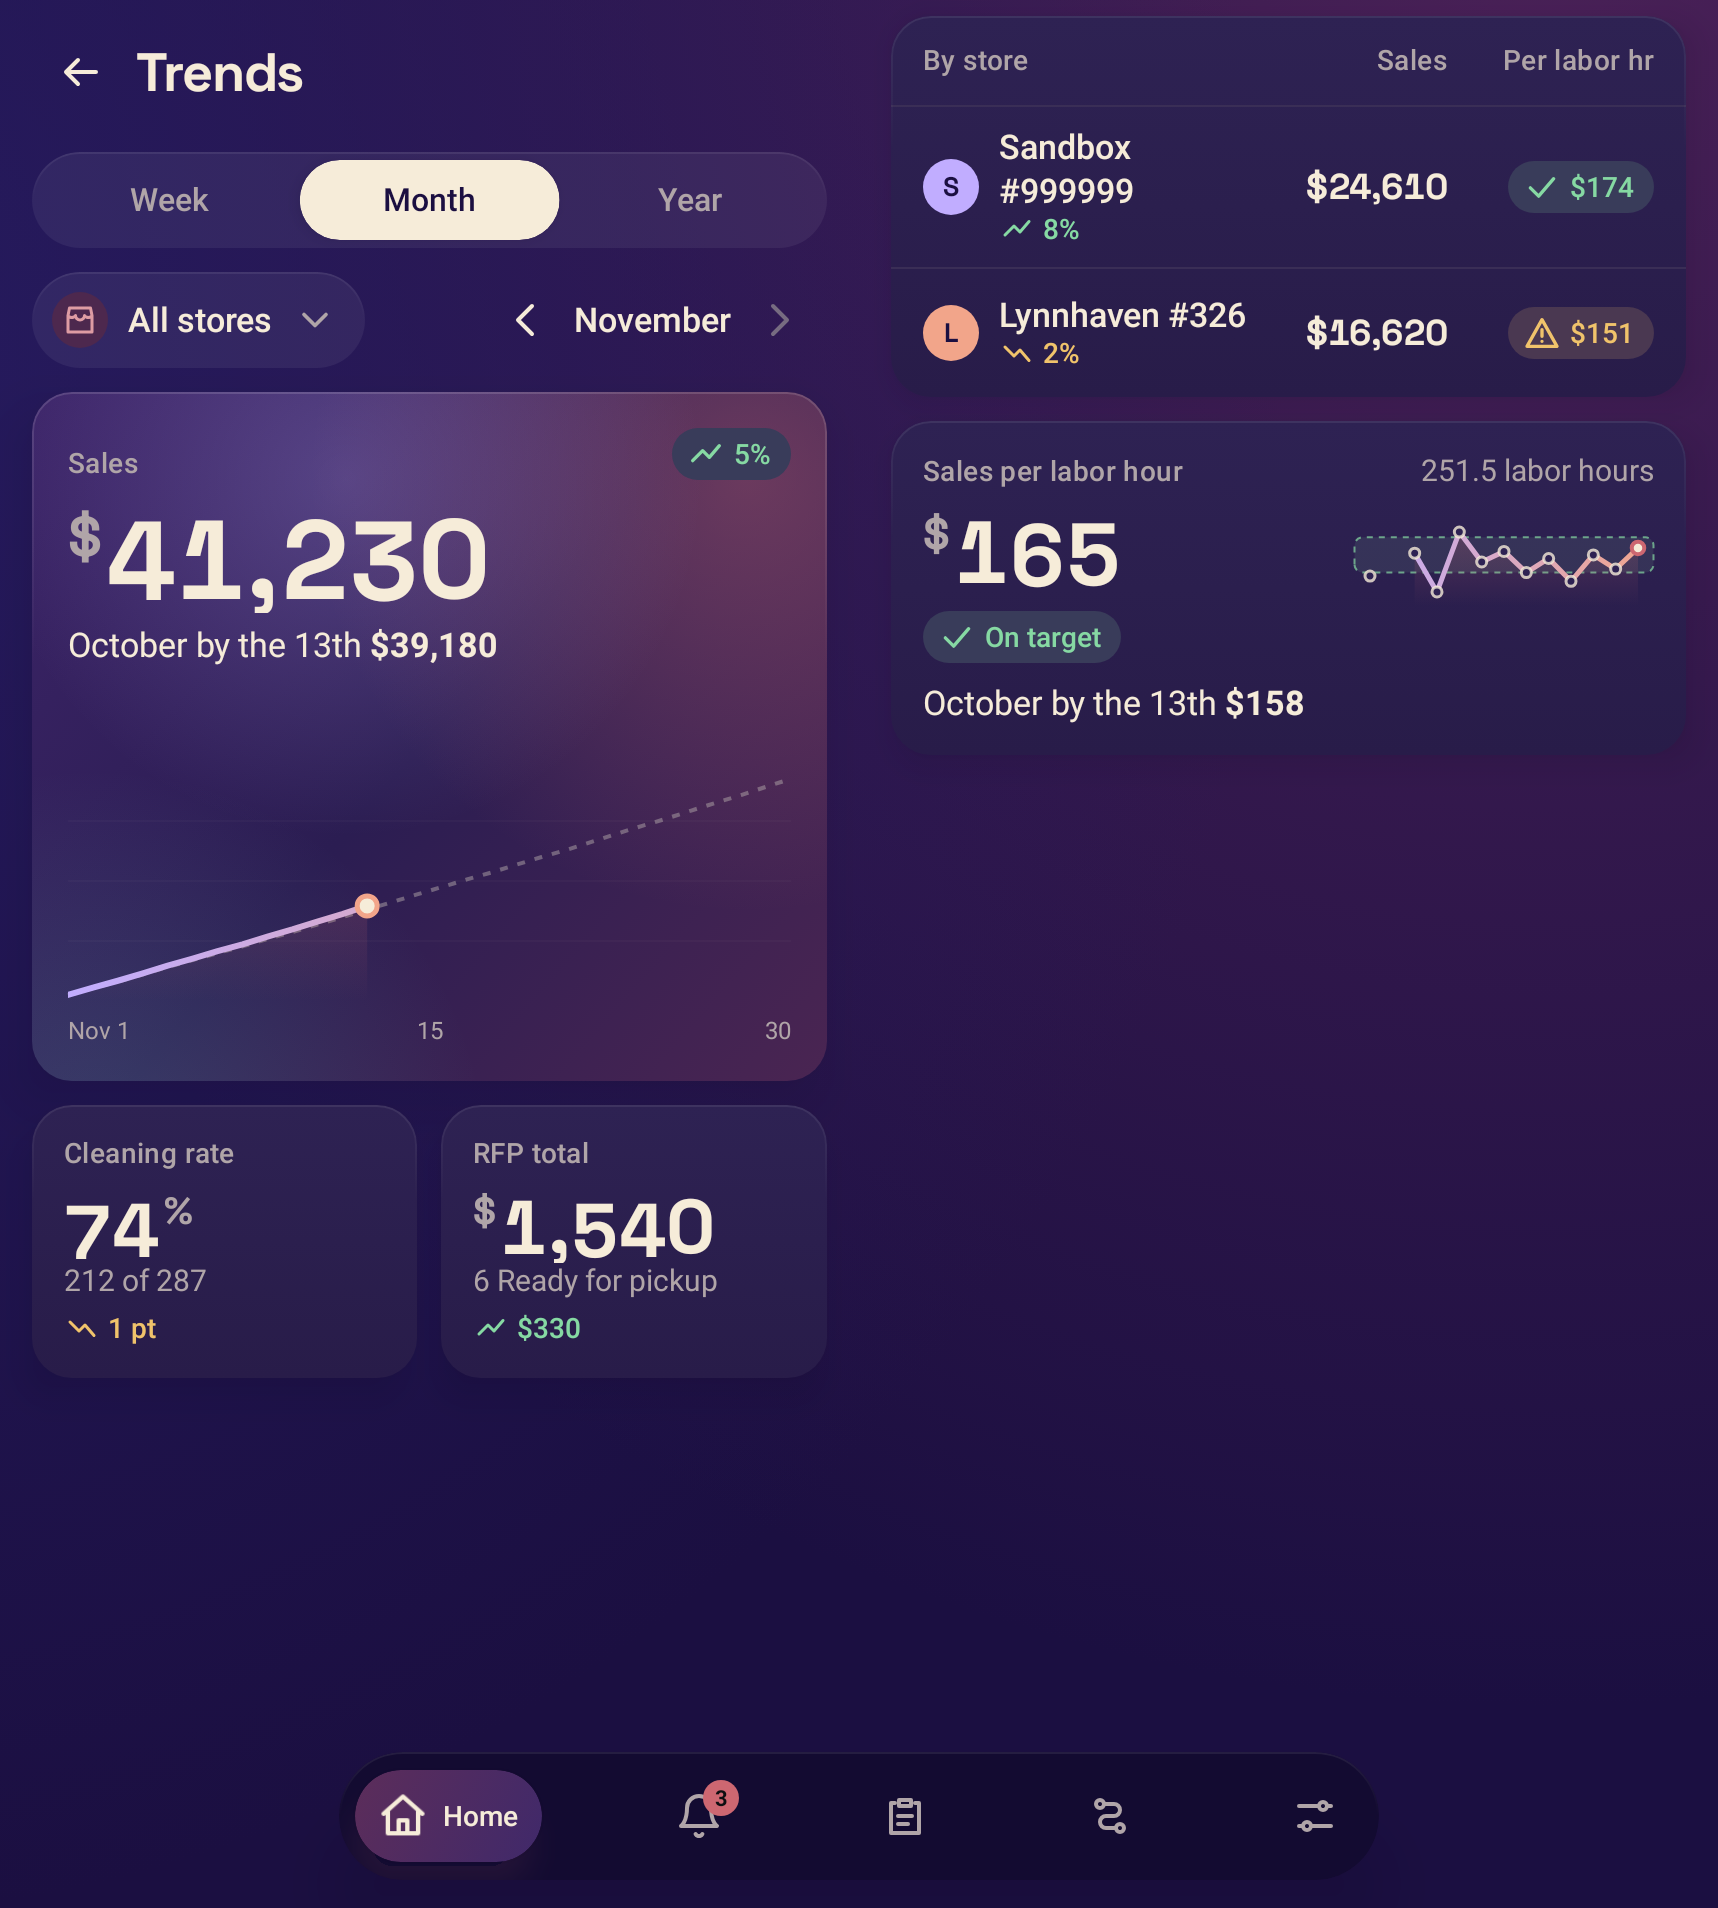 Trends
Week
Month
Year
All stores
November
Sales
5%
$41,230
October by the 13th $39,180
Nov 1
15
30
Cleaning rate
74%
212 of 287
1 pt
RFP total
$1,540
6 Ready for pickup
$330
By store
Sales
Per labor hr
S
Sandbox
#999999
8%
$24,610
$174
L
Lynnhaven #326
2%
$16,620
$151
Sales per labor hour
251.5 labor hours
$165
On target
October by the 13th $158
Home
3